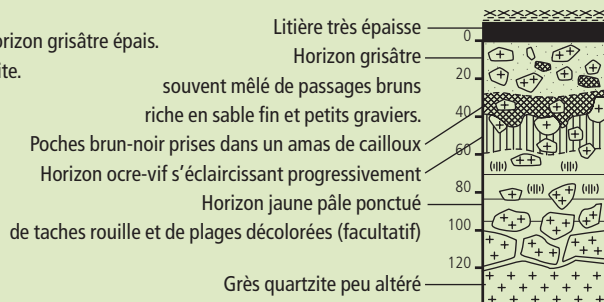 orizon grisâtre épais.
ite.
Litière très épaisse
Horizon grisâtre
souvent mêlé de passages bruns
riche en sable fin et petits graviers.
Poches brun-noir prises dans un amas de cailloux
Horizon ocre-vif s’éclaircissant progressivement
Horizon jaune pâle ponctué
de taches rouille et de plages décolorées (facultatif)
Grès quartzite peu altéré
0
20
40
60
80
100
120